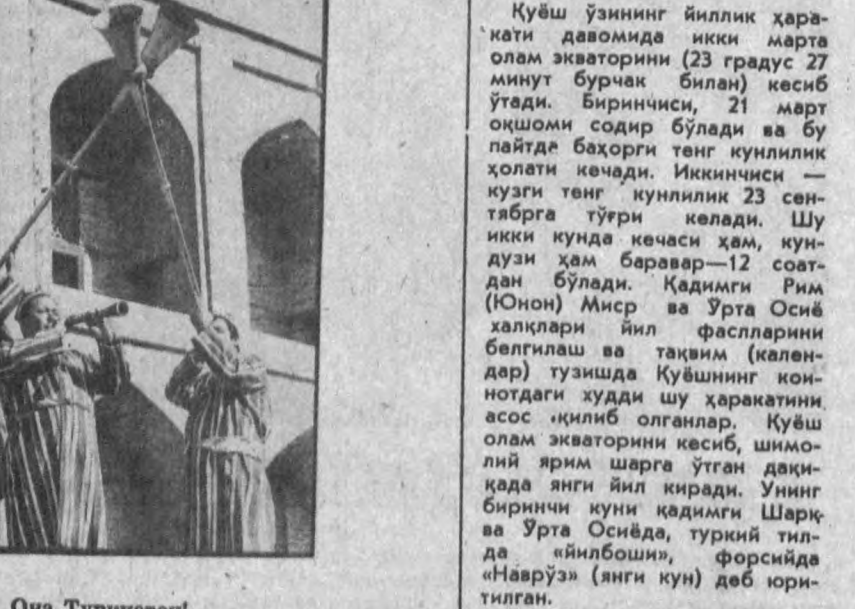 Қуёш ўзининг йиллик ҳара-
кати давомида икки марта
олам экваторини (23 градус 27
минут бурчак билан) кесиб
ўтади. Биринчиси, 21 март
оқшоми содир бўлади ва бу
пайтда баҳорги тенг кунлилик
ҳолати кечади. Иккинчиси —
кузги тенг кунлилик 23 сен-
тябрга тўғри келади. Шу
икки кунда кечаси ҳам, кун-
дузи ҳам баравар—12 соат-
дан бўлади. Қадимги Рим
(Юнон) Миср ва Ўрта Осиё
халқлари йил фаслларини
белгилаш ва тақвим (кален-
дар) тузишда Қуёшнинг кои-
нотдаги худди шу ҳаракатини
асос қилиб олганлар. Қуёш
олам экваторини кесиб, шимо-
лий ярим шарга ўтган дақи-
қада янги йил киради. Унинг
биринчи куни қадимги Шарқ
ва Ўрта Осиёда, туркий тил-
да «йилбоши», форсийда
«Наврўз» (янги кун) деб юри-
тилган.
Она